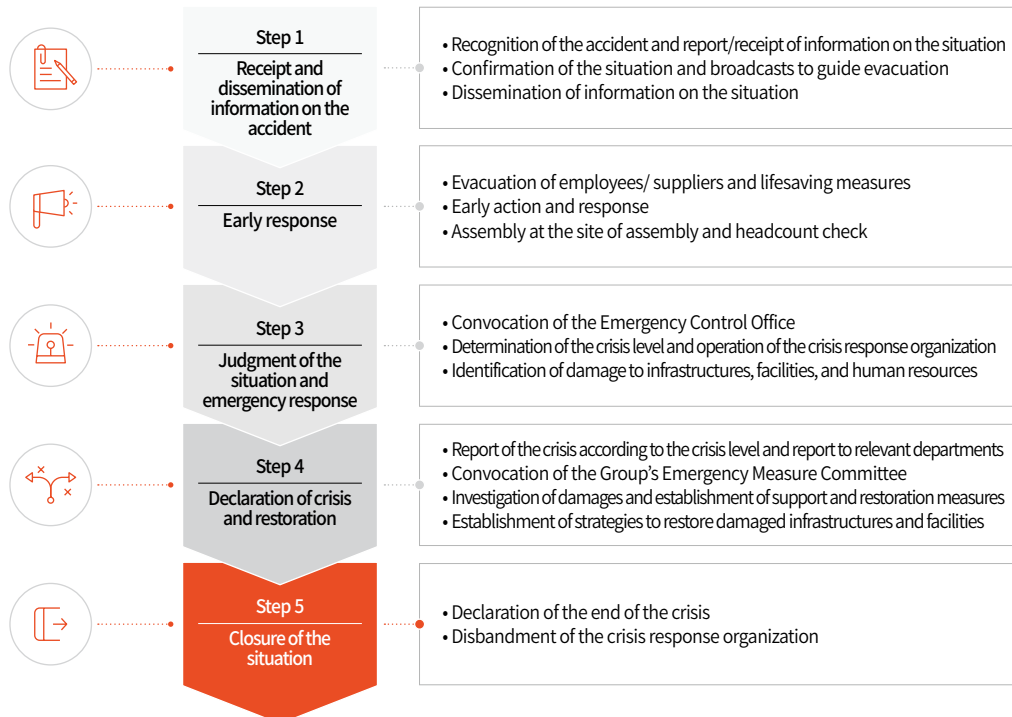 Step 1
Receipt and
dissemination of
information on the
accident
• Recognition of the accident and report/receipt of information on the situation
• Confirmation of the situation and broadcasts to guide evacuation
• Dissemination of information on the situation
Step 2
Early response
• Evacuation of employees/ suppliers and lifesaving measures
• Early action and response
• Assembly at the site of assembly and headcount check
Step 3
Judgment of the
situation and
emergency response
• Convocation of the Emergency Control Office
• Determination of the crisis level and operation of the crisis response organization
• Identification of damage to infrastructures, facilities, and human resources
Step 4
Declaration of crisis
and restoration
• Report of the crisis according to the crisis level and report to relevant departments
• Convocation of the Group's Emergency Measure Committee
• Investigation of damages and establishment of support and restoration measures
• Establishment of strategies to restore damaged infrastructures and facilities
Step 5
Closure of the
situation
• Declaration of the end of the crisis
• Disbandment of the crisis response organization